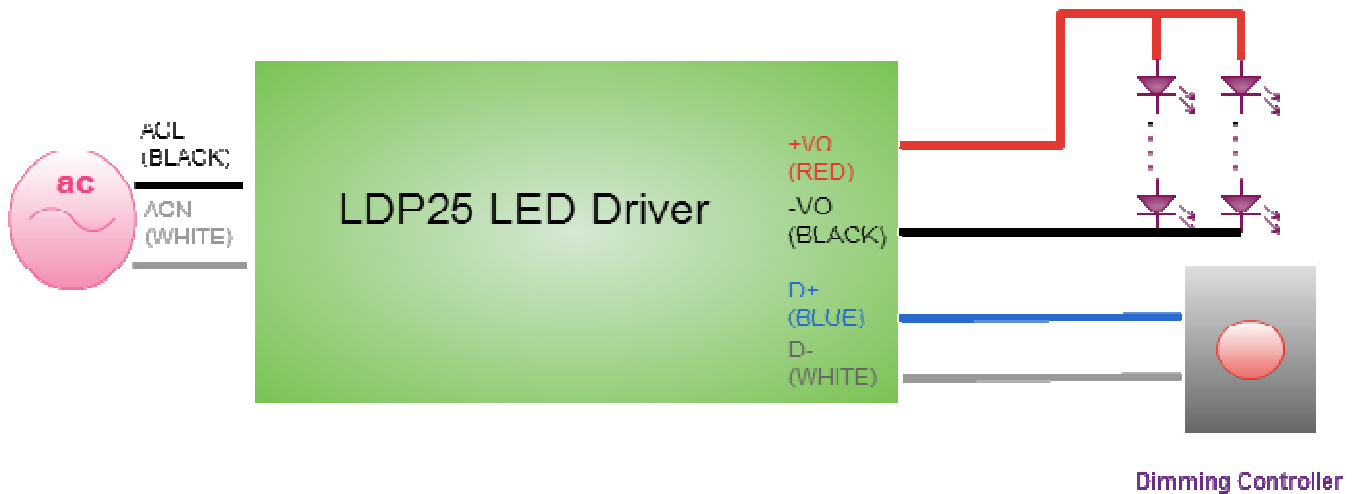 ACL
(BLACK)
ac
ACN
(WHITE)
LDP25 LED Driver
+VO
(RED)
-VO
(BLACK)
D+
(BLUE)
D-
(WHITE)
Dimming Controller